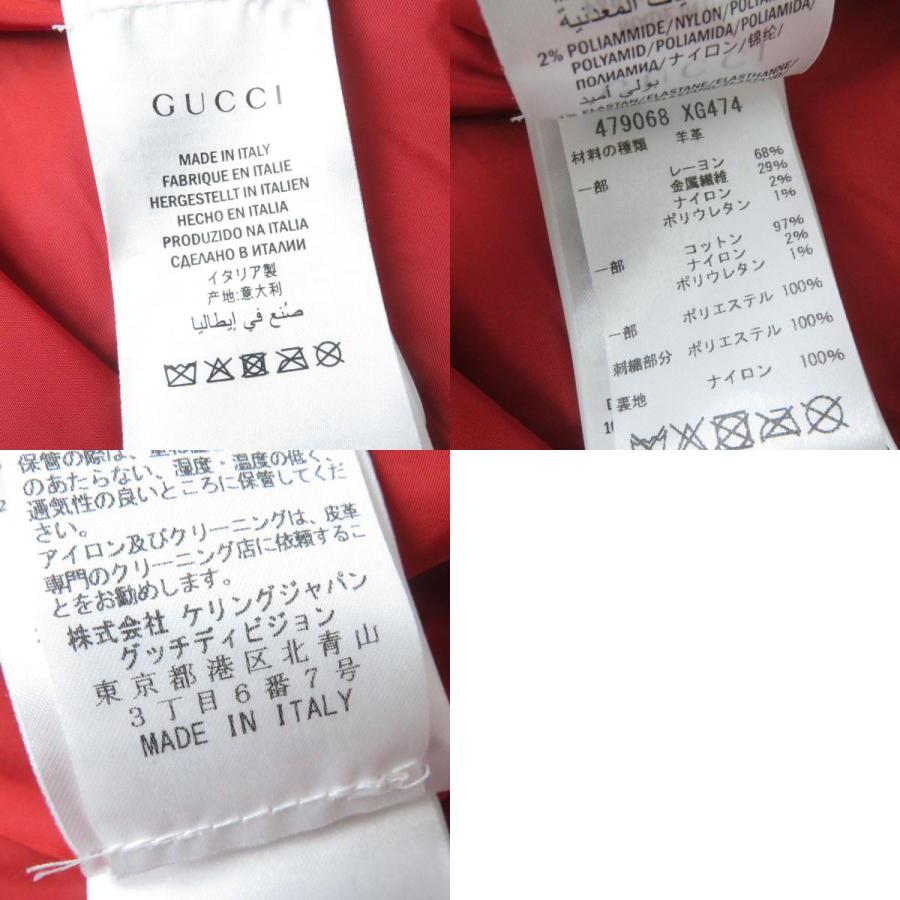 GUCCI
MADE IN ITALY
FABRIQUE EN ITALIE
HERGESTELLT IN ITALIEN
HECHO EN ITALIA
PRODUZIDO NA ITALIA
СДЕЛАНО В ИТАЛИИ
イタリア製
产地:意大利
صُنع في إيطاليا
2% POLIAMMIDE/NYLON/POLYAMIDE/
POLYAMID/POLIAMIDA/POLIAMIDA/
ПОЛИАМИД/ナイロン/锦纶/
بولي أميد
ELASTAN/ELASTANE/ELASTHANNE/
479068 XG474
材料の種類 羊革
一部 レーヨン 68%
金属繊維 29%
ナイロン 2%
ポリウレタン 1%
一部 コットン 97%
ナイロン 2%
ポリウレタン 1%
一部 ポリエステル 100%
刺繍部分 ポリエステル 100%
裏地 ナイロン 100%
保管の際は、
のあたらない、湿度・温度の低く、
通気性の良いところに保管してくだ
さい。
アイロン及びクリーニングは、皮革
専門のクリーニング店に依頼するこ
とをお勧めします。
株式会社 ケリングジャパン
グッチディビジョン
東京都港区北青山
3丁目6番7号
MADE IN ITALY